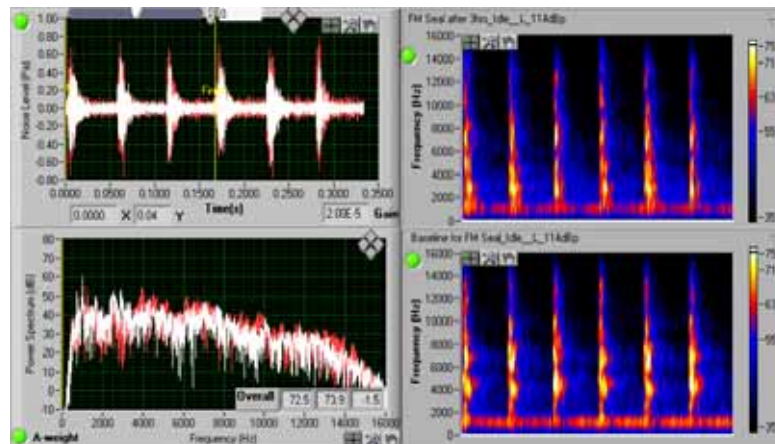 1.00
0.80
0.60
0.40
0.20
0.00
-0.20
-0.40
-0.60
-0.80
Noise Level (Pa)
0.0000 0.0500 0.1000 0.1500 0.2000 0.2500 0.3000 0.3500
Time(s)
0.0000 X 0.04 Y
2.00E-5 Gain
80
70
60
50
40
30
20
10
0
-10
Power Spectrum (dB)
Overall 72.5 73.9 -1.5
0 2000 4000 6000 8000 10000 12000 14000 16000
A-weight
Frequency (Hz)
FM Seal after 3hrs_Idle__L_114dBp
16000
14000
12000
10000
8000
6000
4000
2000
0
Frequency (Hz)
Baseline for FM Seal_Idle__L_114dBp
16000
14000
12000
10000
8000
6000
4000
2000
0
Frequency (Hz)